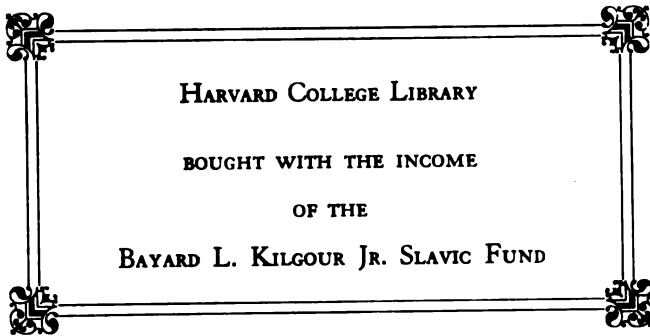 HARVARD COLLEGE LIBRARY
BOUGHT WITH THE INCOME
OF THE
BAYARD L. KILGOUR JR. SLAVIC FUND